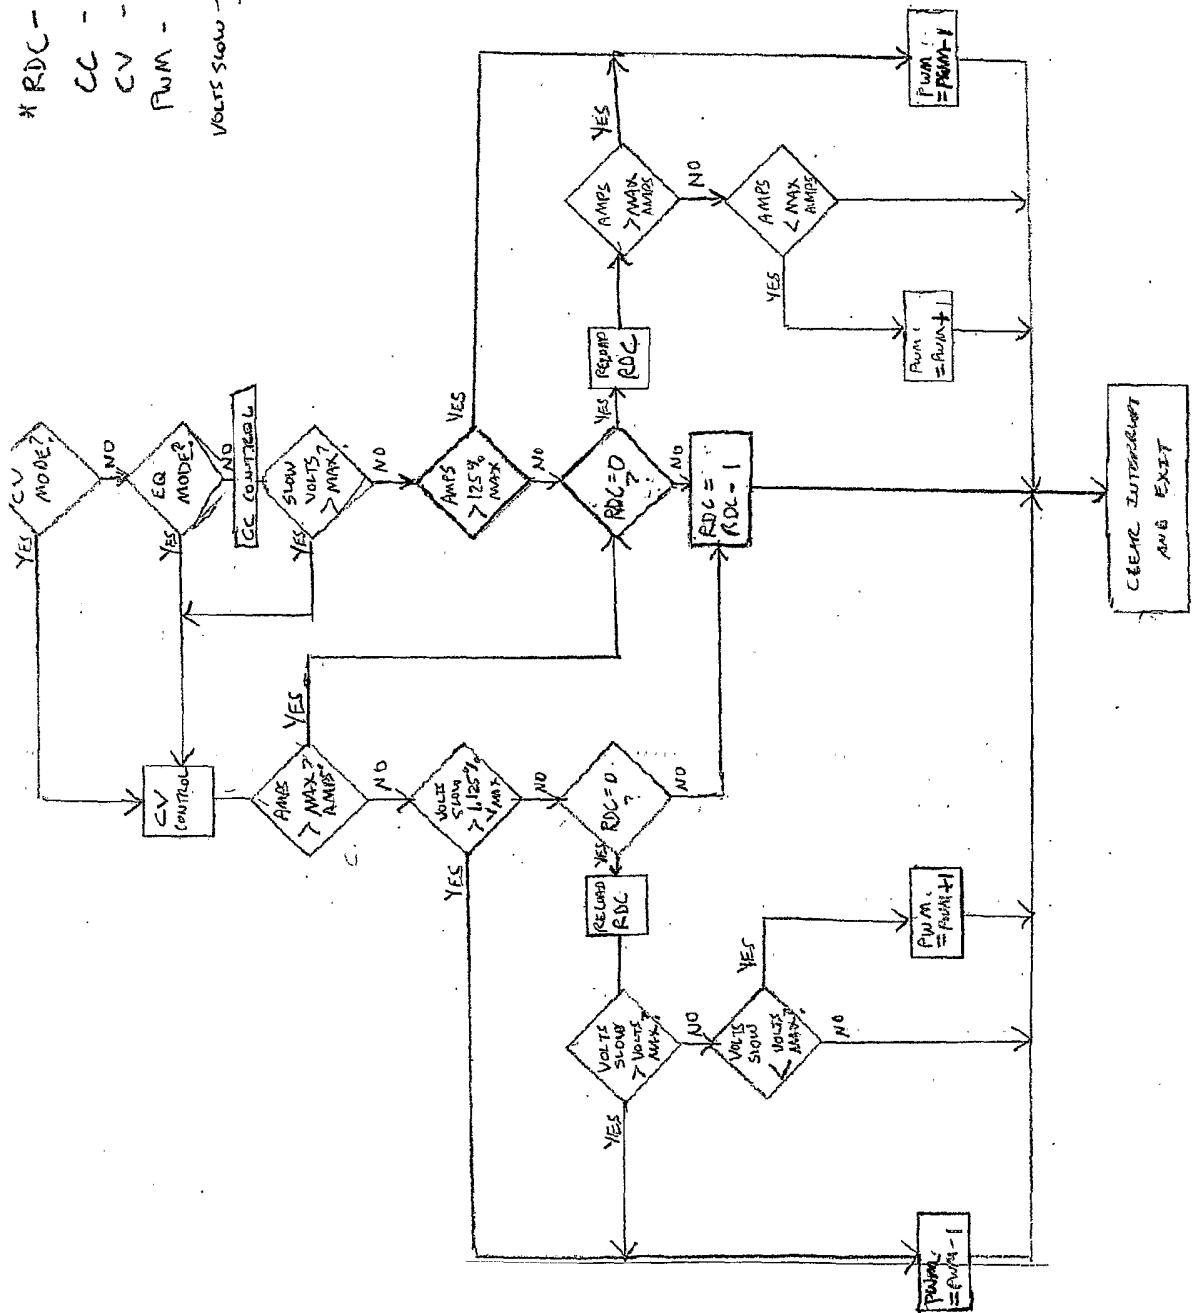 * RDC -
CC -
CV -
PWM -
VOLTS SLOW -
CV
MODE?
YES
NO
EQ
MODE?
YES
NO
CC CONTROL
SLOW
VOLTS
> MAX?
YES
NO
CV
CONTROL
AMPS
> MAX?
AMPS
YES
NO
AMPS
> 125%
MAX
YES
NO
VOLTS
SLOW
%
MAX
YES
NO
RDC=0
?
YES
NO
RELOAD
RDC
AMPS
> MAX
AMPS
YES
NO
AMPS
< MAX
AMPS
YES
RDC=
RDC-1
RDC=0
?
YES
NO
RELOAD
RDC
VOLTS
SLOW
> VOLTS
MAX?
YES
NO
VOLTS
SLOW
< VOLTS
MAX?
YES
NO
PWM:
=PWM-1
PWM:
=PWM+1
PWM:
=PWM+1
PWM:
=PWM-1
CLEAR INTERRUPT
AND EXIT